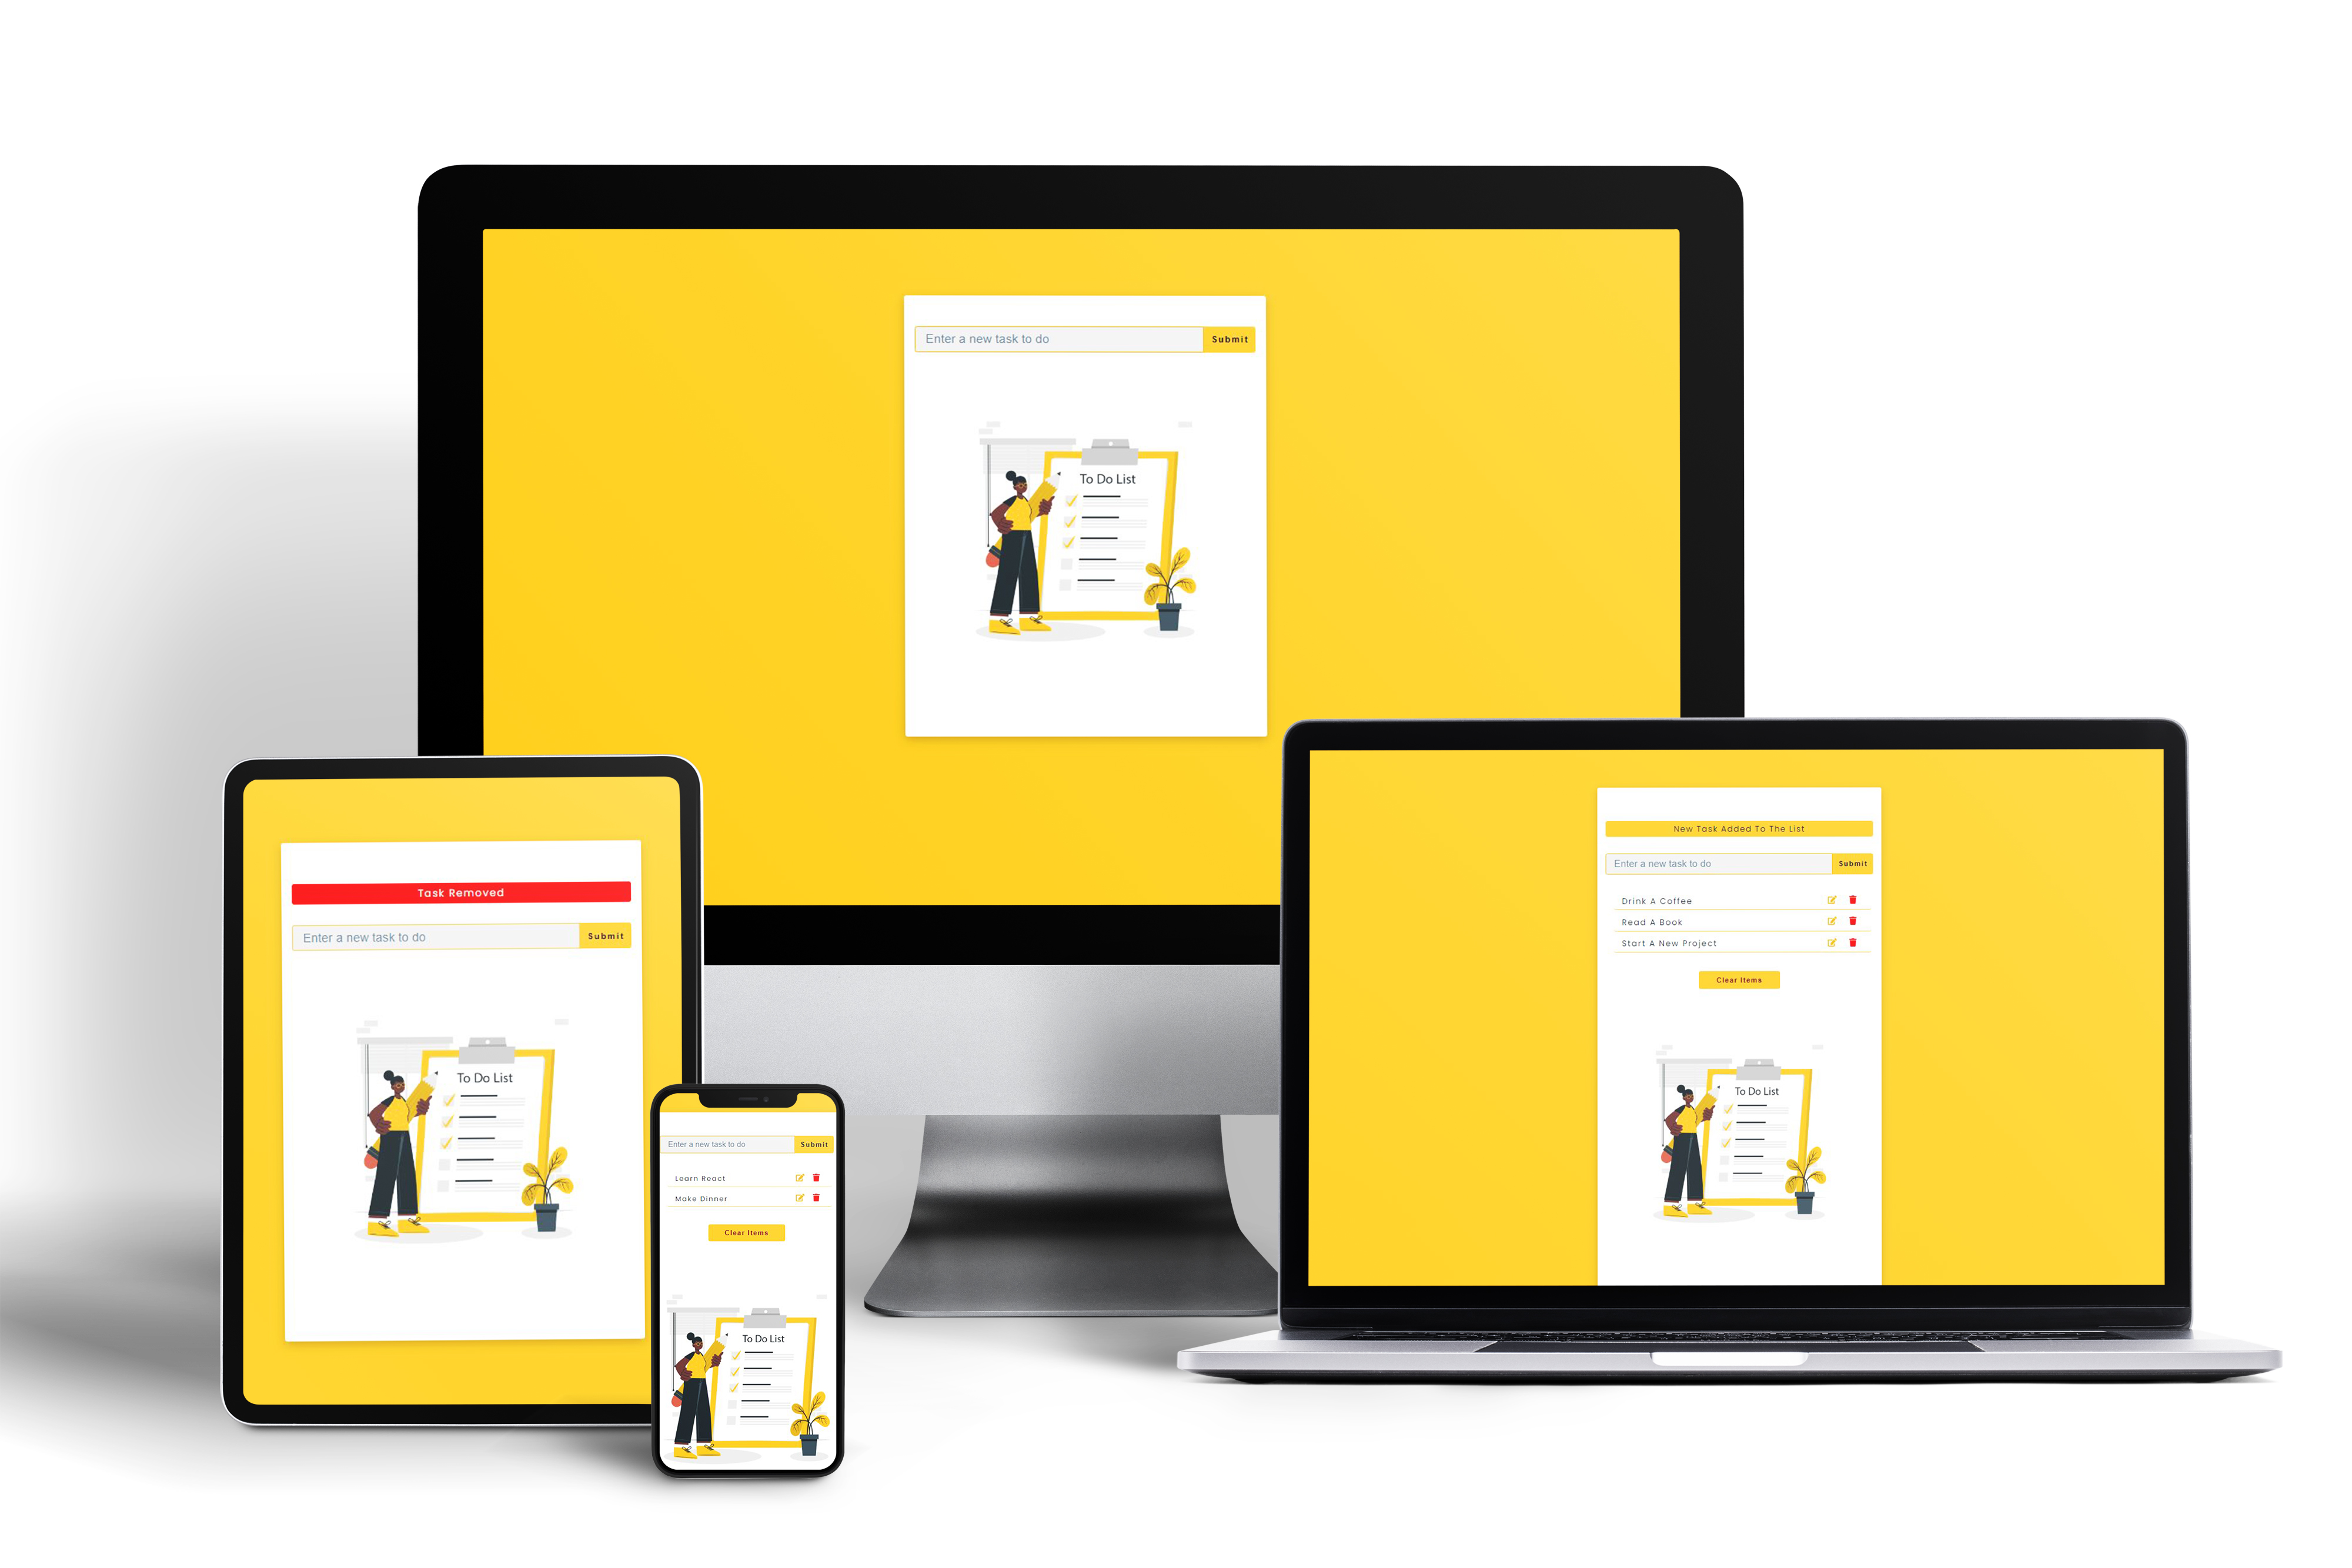 Enter a new task to do Submit
To Do List
New Task Added To The List
Enter a new task to do Submit
Drink A Coffee
Read A Book
Start A New Project
Clear Items
To Do List
Task Removed
Enter a new task to do Submit
To Do List
Enter a new task to do Submit
Learn React
Make Dinner
Clear Items
To Do List